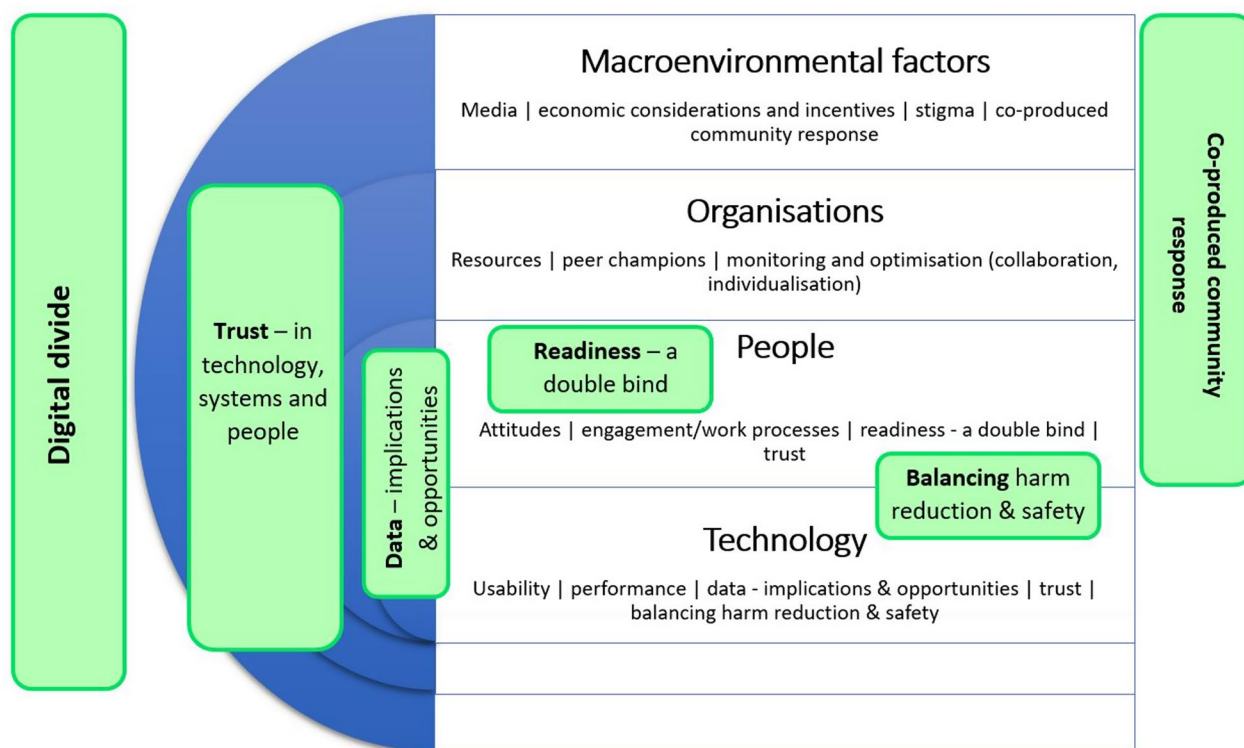 Digital divide
Trust – in
technology,
systems and
people
Data – implications
& opportunities
Macroenvironmental factors
Media | economic considerations and incentives | stigma | co-produced
community response
Organisations
Resources | peer champions | monitoring and optimisation (collaboration,
individualisation)
Readiness – a
double bind
People
Attitudes | engagement/work processes | readiness - a double bind |
trust
Balancing harm
reduction & safety
Technology
Usability | performance | data - implications & opportunities | trust |
balancing harm reduction & safety
Co-produced community
response